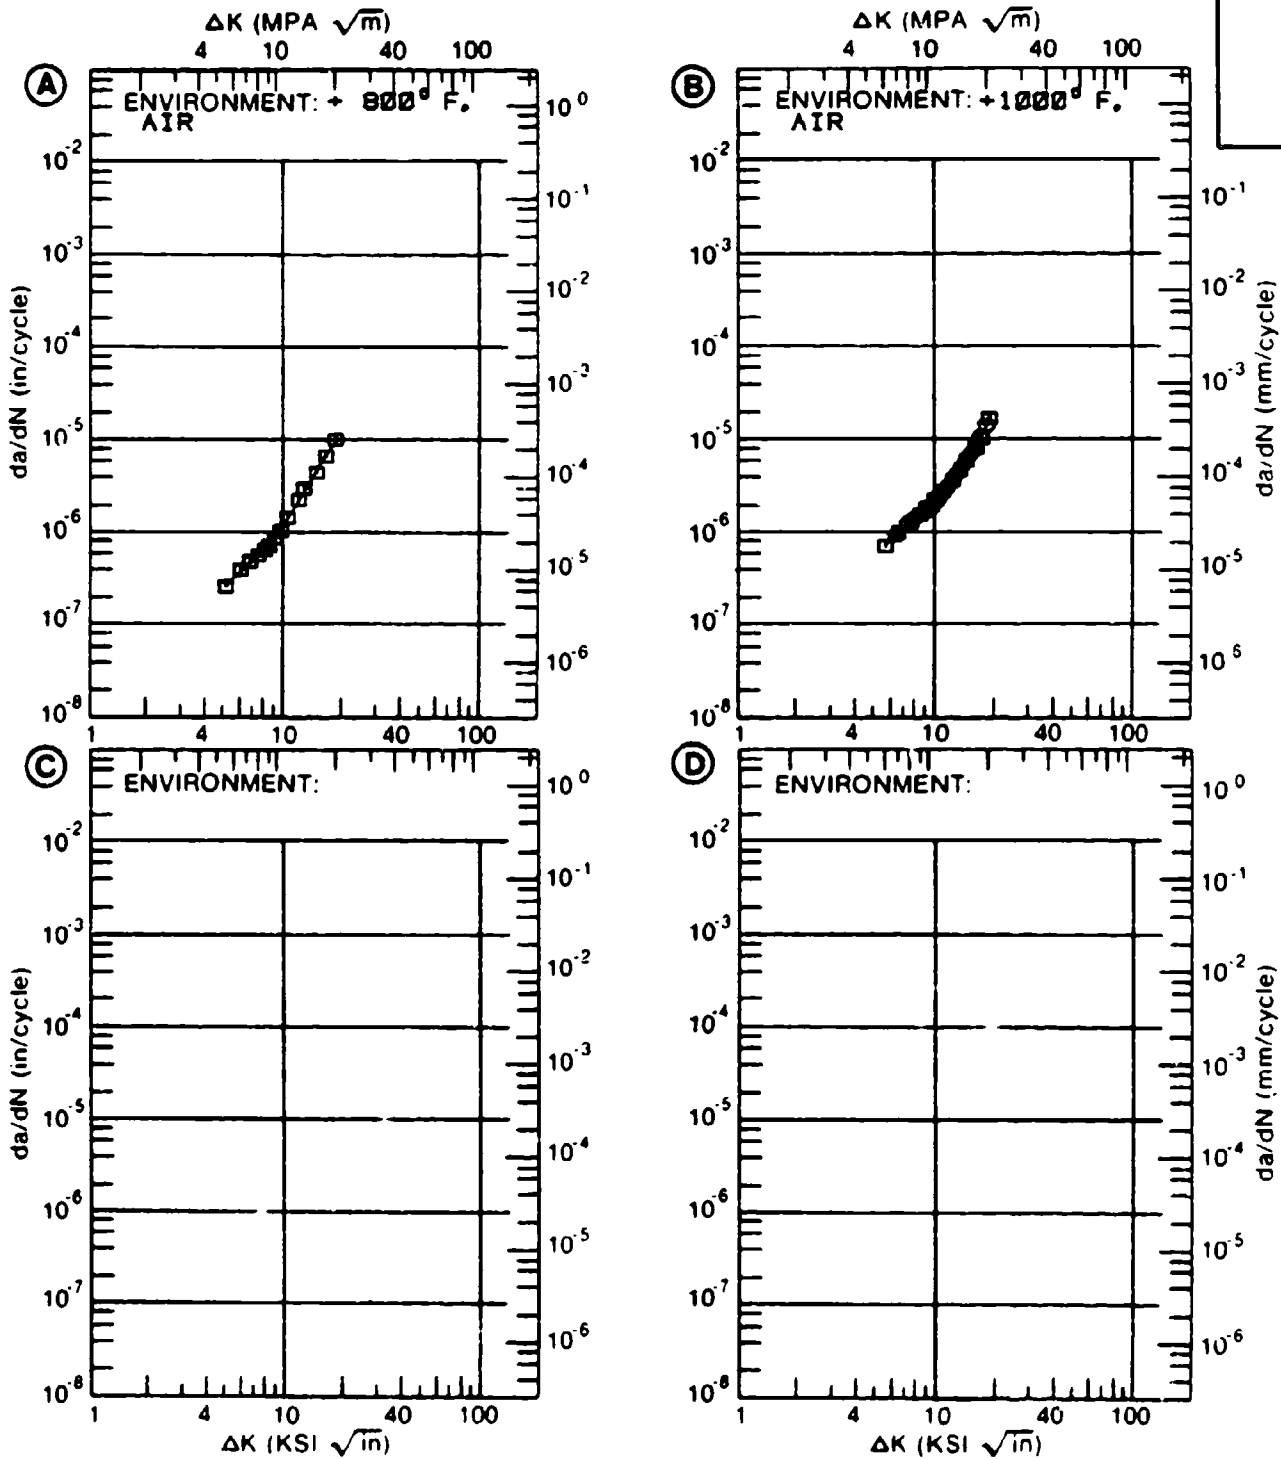 ΔK (MPA √m)
4 10 40 100
A
ENVIRONMENT: + 800° F.
AIR
10⁰
10⁻²
10⁻¹
10⁻³
10⁻²
10⁻⁴
10⁻³
10⁻⁵
10⁻⁴
10⁻⁶
10⁻⁵
10⁻⁷
10⁻⁶
10⁻⁸
1 4 10 40 100
da/dN (in/cycle)
ΔK (MPA √m)
4 10 40 100
B
ENVIRONMENT: +1000° F.
AIR
10⁻²
10⁻¹
10⁻³
10⁻²
10⁻⁴
10⁻³
10⁻⁵
10⁻⁴
10⁻⁶
10⁻⁵
10⁻⁷
10⁻⁸
1 4 10 40 100
da/dN (mm/cycle)
C
ENVIRONMENT:
10⁰
10⁻²
10⁻¹
10⁻³
10⁻²
10⁻⁴
10⁻³
10⁻⁵
10⁻⁴
10⁻⁶
10⁻⁵
10⁻⁷
10⁻⁶
10⁻⁸
1 4 10 40 100
ΔK (KSI √in)
da/dN (in/cycle)
D
ENVIRONMENT:
10⁰
10⁻²
10⁻¹
10⁻³
10⁻²
10⁻⁴
10⁻³
10⁻⁵
10⁻⁴
10⁻⁶
10⁻⁵
10⁻⁷
10⁻⁶
10⁻⁸
1 4 10 40 100
ΔK (KSI √in)
da/dN (mm/cycle)